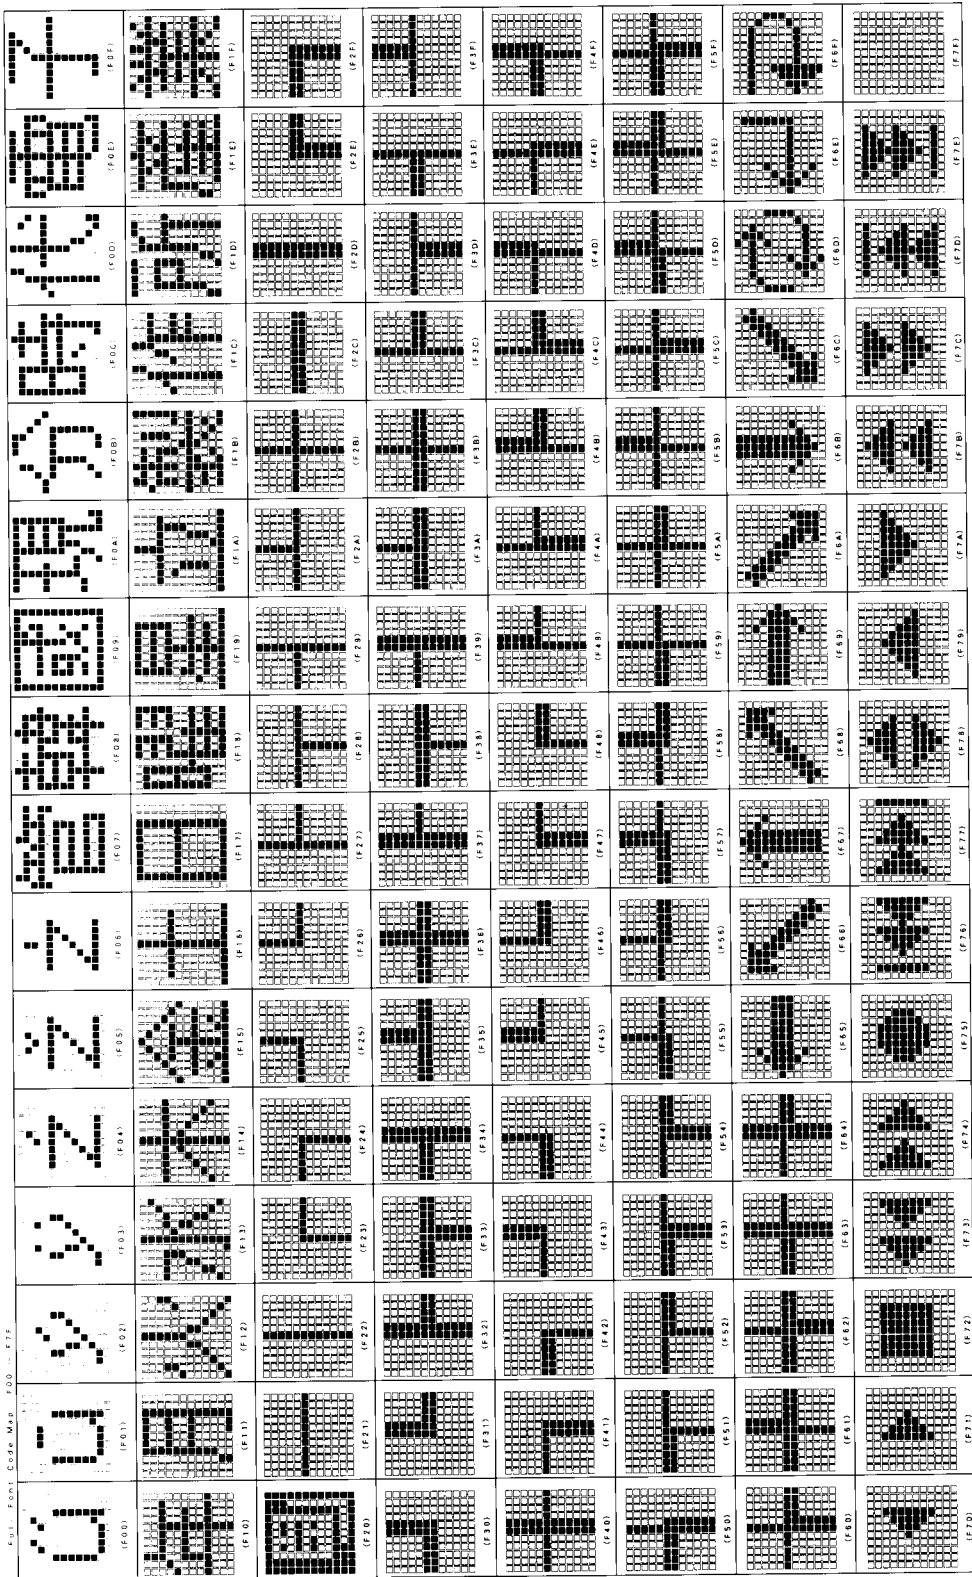 Font Code Map F00 - F7F
(F00) (F01) (F02) (F03) (F04) (F05) (F06) (F07) (F08) (F09) (F0A) (F0B) (F0C) (F0D) (F0E) (F0F)
(F10) (F11) (F12) (F13) (F14) (F15) (F16) (F17) (F18) (F19) (F1A) (F1B) (F1C) (F1D) (F1E) (F1F)
(F20) (F21) (F22) (F23) (F24) (F25) (F26) (F27) (F28) (F29) (F2A) (F2B) (F2C) (F2D) (F2E) (F2F)
(F30) (F31) (F32) (F33) (F34) (F35) (F36) (F37) (F38) (F39) (F3A) (F3B) (F3C) (F3D) (F3E) (F3F)
(F40) (F41) (F42) (F43) (F44) (F45) (F46) (F47) (F48) (F49) (F4A) (F4B) (F4C) (F4D) (F4E) (F4F)
(F50) (F51) (F52) (F53) (F54) (F55) (F56) (F57) (F58) (F59) (F5A) (F5B) (F5C) (F5D) (F5E) (F5F)
(F60) (F61) (F62) (F63) (F64) (F65) (F66) (F67) (F68) (F69) (F6A) (F6B) (F6C) (F6D) (F6E) (F6F)
(F70) (F71) (F72) (F73) (F74) (F75) (F76) (F77) (F78) (F79) (F7A) (F7B) (F7C) (F7D) (F7E) (F7F)